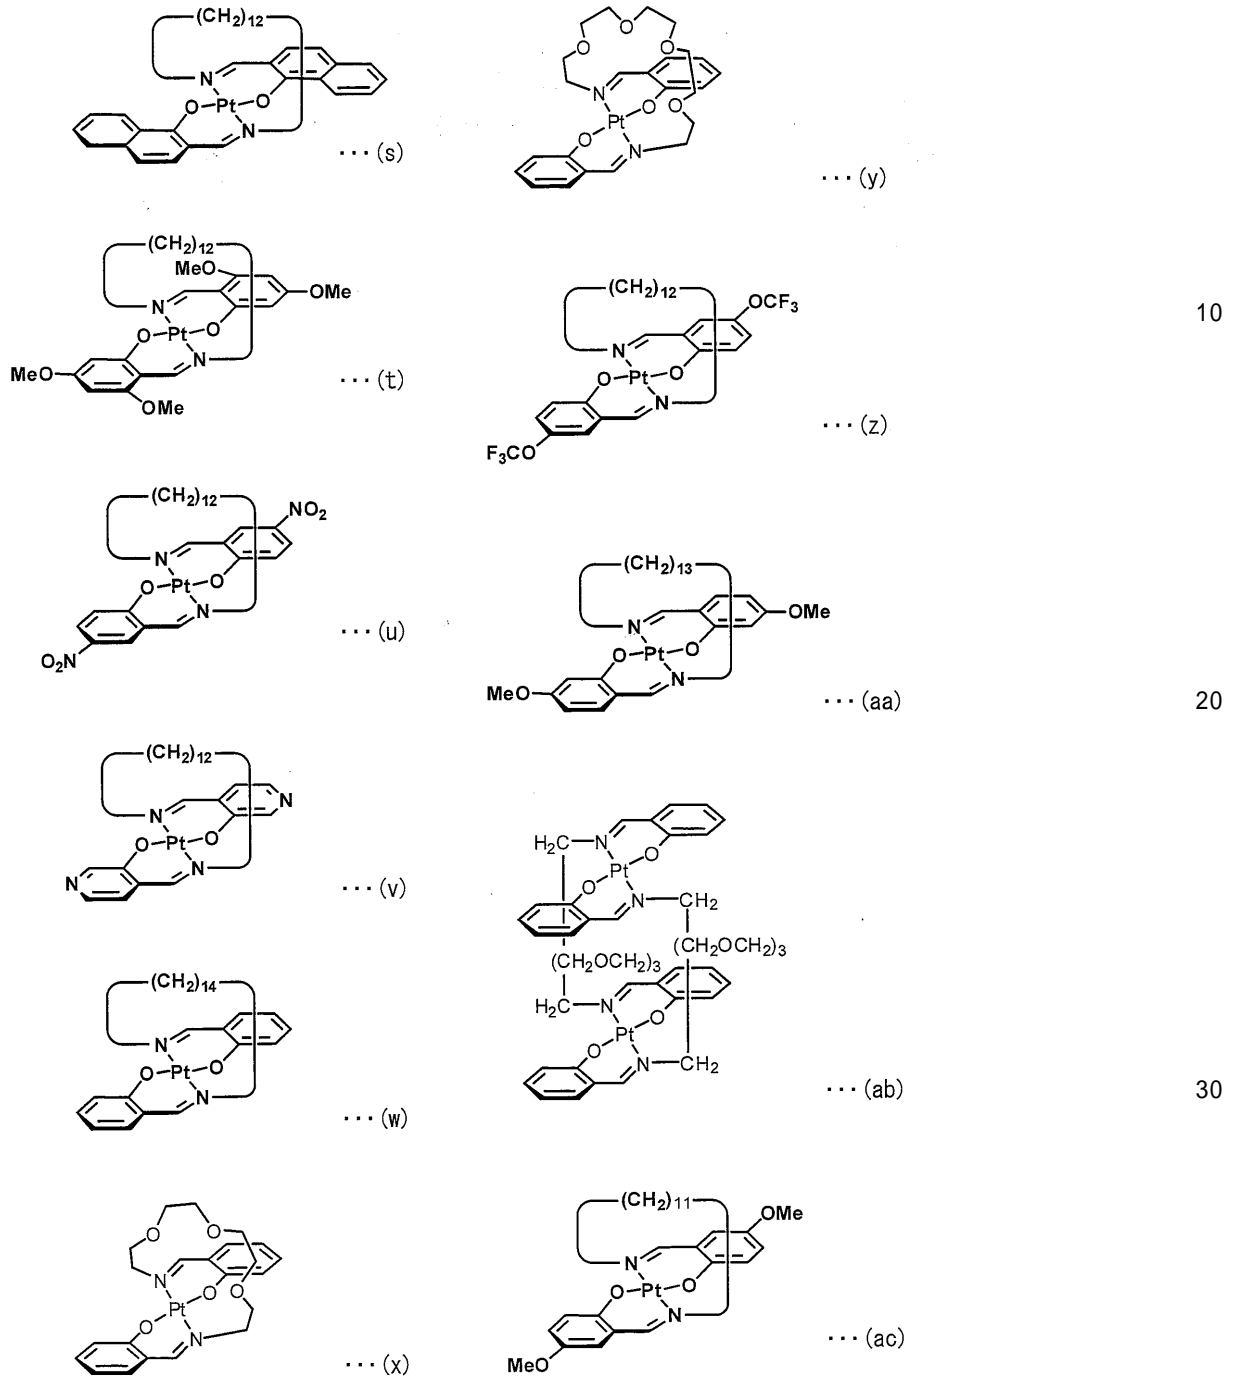 (CH₂)₁₂
N
O Pt O
N
···(s)
O
O O
O
N
O
Pt
O
N
···(y)
(CH₂)₁₂
MeO
OMe
N
O Pt O
N
MeO
OMe
···(t)
(CH₂)₁₂
OCF₃
N
O Pt O
N
F₃CO
···(z)
10
(CH₂)₁₂
NO₂
N
O Pt O
N
O₂N
···(u)
(CH₂)₁₃
OMe
N
O Pt O
N
MeO
···(aa)
20
(CH₂)₁₂
N
N
O Pt O
N
N
···(v)
H₂C N
O
Pt
O
N CH₂
(CH₂OCH₂)₃
(CH₂OCH₂)₃
H₂C N
O
Pt
O
N CH₂
···(ab)
30
(CH₂)₁₄
N
O Pt O
N
···(w)
O O
N
O O
Pt
O
N
···(x)
(CH₂)₁₁
OMe
N
O Pt O
N
MeO
···(ac)